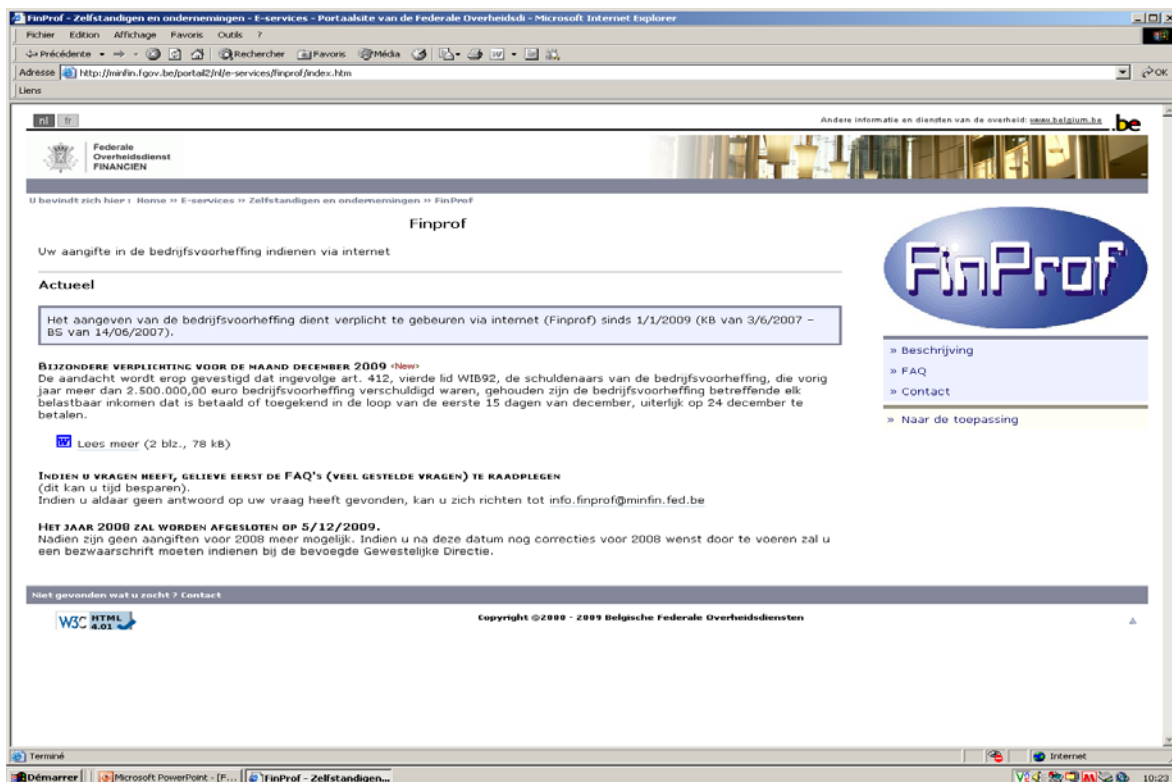 FinProf - Zelfstandigen en ondernemingen - E-services - Portaalsite van de Federale Overheidsdi - Microsoft Internet Explorer
Fichier Edition Affichage Favoris Outils ?
Précédente Rechercher Favoris Média
Adresse http://minfin.fgov.be/portail2/nl/e-services/finprof/index.htm OK
Liens
nl fr Andere informatie en diensten van de overheid: www.belgium.be .be
Federale
Overheidsdienst
FINANCIEN
U bevindt zich hier : Home >> E-services >> Zelfstandigen en ondernemingen >> FinProf
Finprof
Uw aangifte in de bedrijfsvoorheffing indienen via internet
Actueel
Het aangeven van de bedrijfsvoorheffing dient verplicht te gebeuren via internet (Finprof) sinds 1/1/2009 (KB van 3/6/2007 –
BS van 14/06/2007).
BIJZONDERE VERPLICHTING VOOR DE MAAND DECEMBER 2009 <New>
De aandacht wordt erop gevestigd dat ingevolge art. 412, vierde lid WIB92, de schuldenaars van de bedrijfsvoorheffing, die vorig
jaar meer dan 2.500.000,00 euro bedrijfsvoorheffing verschuldigd waren, gehouden zijn de bedrijfsvoorheffing betreffende elk
belastbaar inkomen dat is betaald of toegekend in de loop van de eerste 15 dagen van december, uiterlijk op 24 december te
betalen.
W Lees meer (2 blz., 78 kB)
INDIEN U VRAGEN HEEFT, GELIEVE EERST DE FAQ'S (VEEL GESTELDE VRAGEN) TE RAADPLEGEN
(dit kan u tijd besparen).
Indien u aldaar geen antwoord op uw vraag heeft gevonden, kan u zich richten tot info.finprof@minfin.fed.be
HET JAAR 2008 ZAL WORDEN AFGESLOTEN OP 5/12/2009.
Nadien zijn geen aangiften voor 2008 meer mogelijk. Indien u na deze datum nog correcties voor 2008 wenst door te voeren zal u
een bezwaarschrift moeten indienen bij de bevoegde Gewestelijke Directie.
FinProf
» Beschrijving
» FAQ
» Contact
» Naar de toepassing
Niet gevonden wat u zocht ? Contact
W3C HTML 4.01
Copyright ©2000 - 2009 Belgische Federale Overheidsdiensten
Terminé Internet
Démarrer Microsoft PowerPoint - [F... FinProf - Zelfstandigen... 10:23